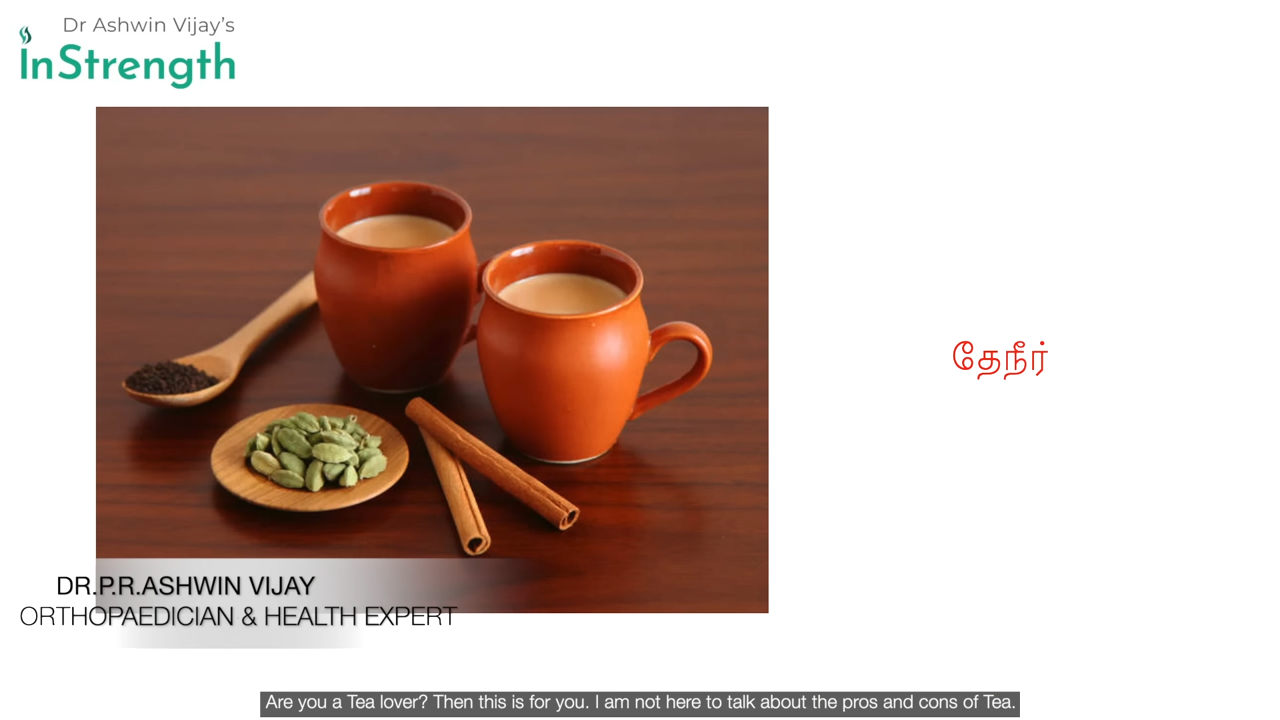 Dr Ashwin Vijay’s
InStrength
தேநீர்
DR.P.R.ASHWIN VIJAY
ORTHOPAEDICIAN & HEALTH EXPERT
Are you a Tea lover? Then this is for you. I am not here to talk about the pros and cons of Tea.